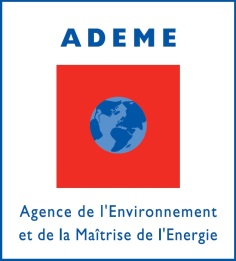 ADEME
Agence de l'Environnement
et de la Maîtrise de l'Energie